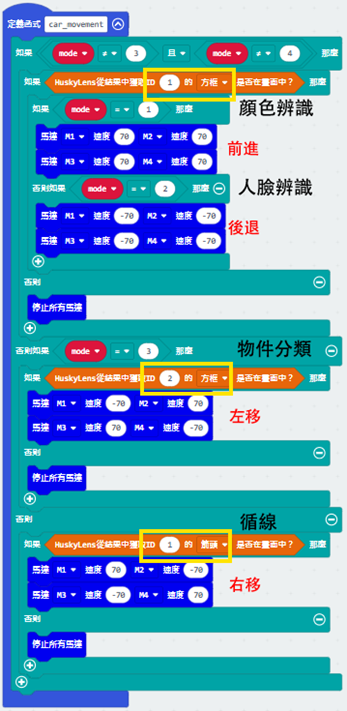 定義函式 car_movement
如果 mode ≠ 3 且 mode ≠ 4 那麼
如果 HuskyLens從結果中獲取ID 1 的 方框 是否在畫面中？ 那麼
如果 mode = 1 那麼 顏色辨識
馬達 M1 速度 70 M2 速度 70
馬達 M3 速度 70 M4 速度 70
前進
否則如果 mode = 2 那麼 人臉辨識
馬達 M1 速度 -70 M2 速度 -70
馬達 M3 速度 -70 M4 速度 -70
後退
否則
停止所有馬達
否則如果 mode = 3 那麼 物件分類
如果 HuskyLens從結果中獲取ID 2 的 方框 是否在畫面中？ 那麼
馬達 M1 速度 -70 M2 速度 70
馬達 M3 速度 70 M4 速度 -70
左移
否則
停止所有馬達
否則 循線
如果 HuskyLens從結果中獲取ID 1 的 箭頭 是否在畫面中？ 那麼
馬達 M1 速度 70 M2 速度 -70
馬達 M3 速度 -70 M4 速度 70
右移
否則
停止所有馬達